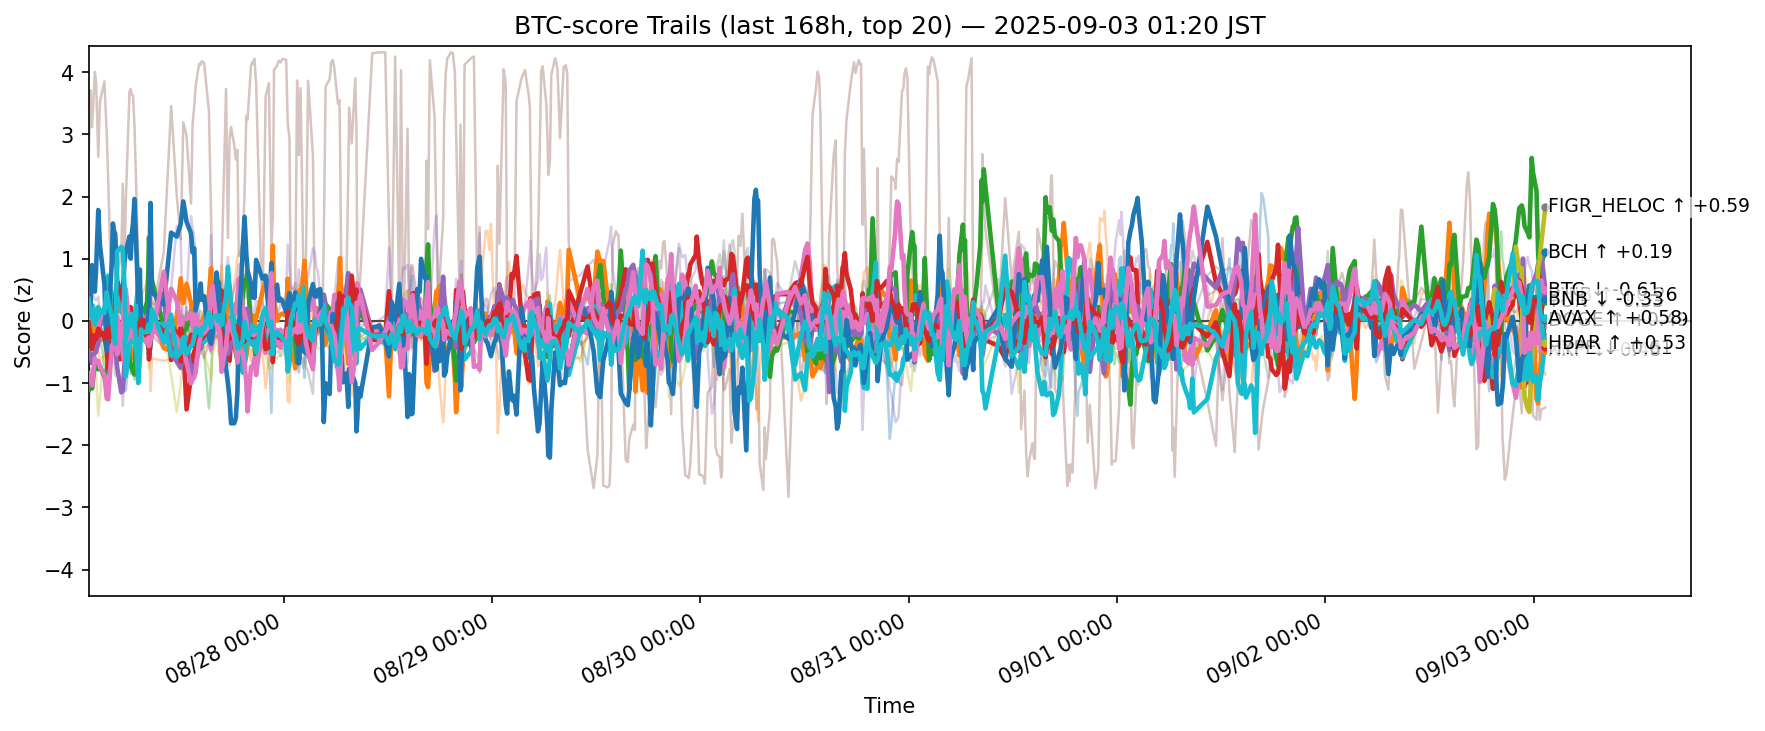 BTC-score Trails (last 168h, top 20) — 2025-09-03 01:20 JST
Score (z)
4
3
2
1
0
−1
−2
−3
−4
FIGR_HELOC ↑ +0.59
BCH ↑ +0.19
BTC ↓ -0.61
BNB ↓ -0.33
AVAX ↑ +0.58
HBAR ↑ +0.53
08/28 00:00
08/29 00:00
08/30 00:00
08/31 00:00
09/01 00:00
09/02 00:00
09/03 00:00
Time